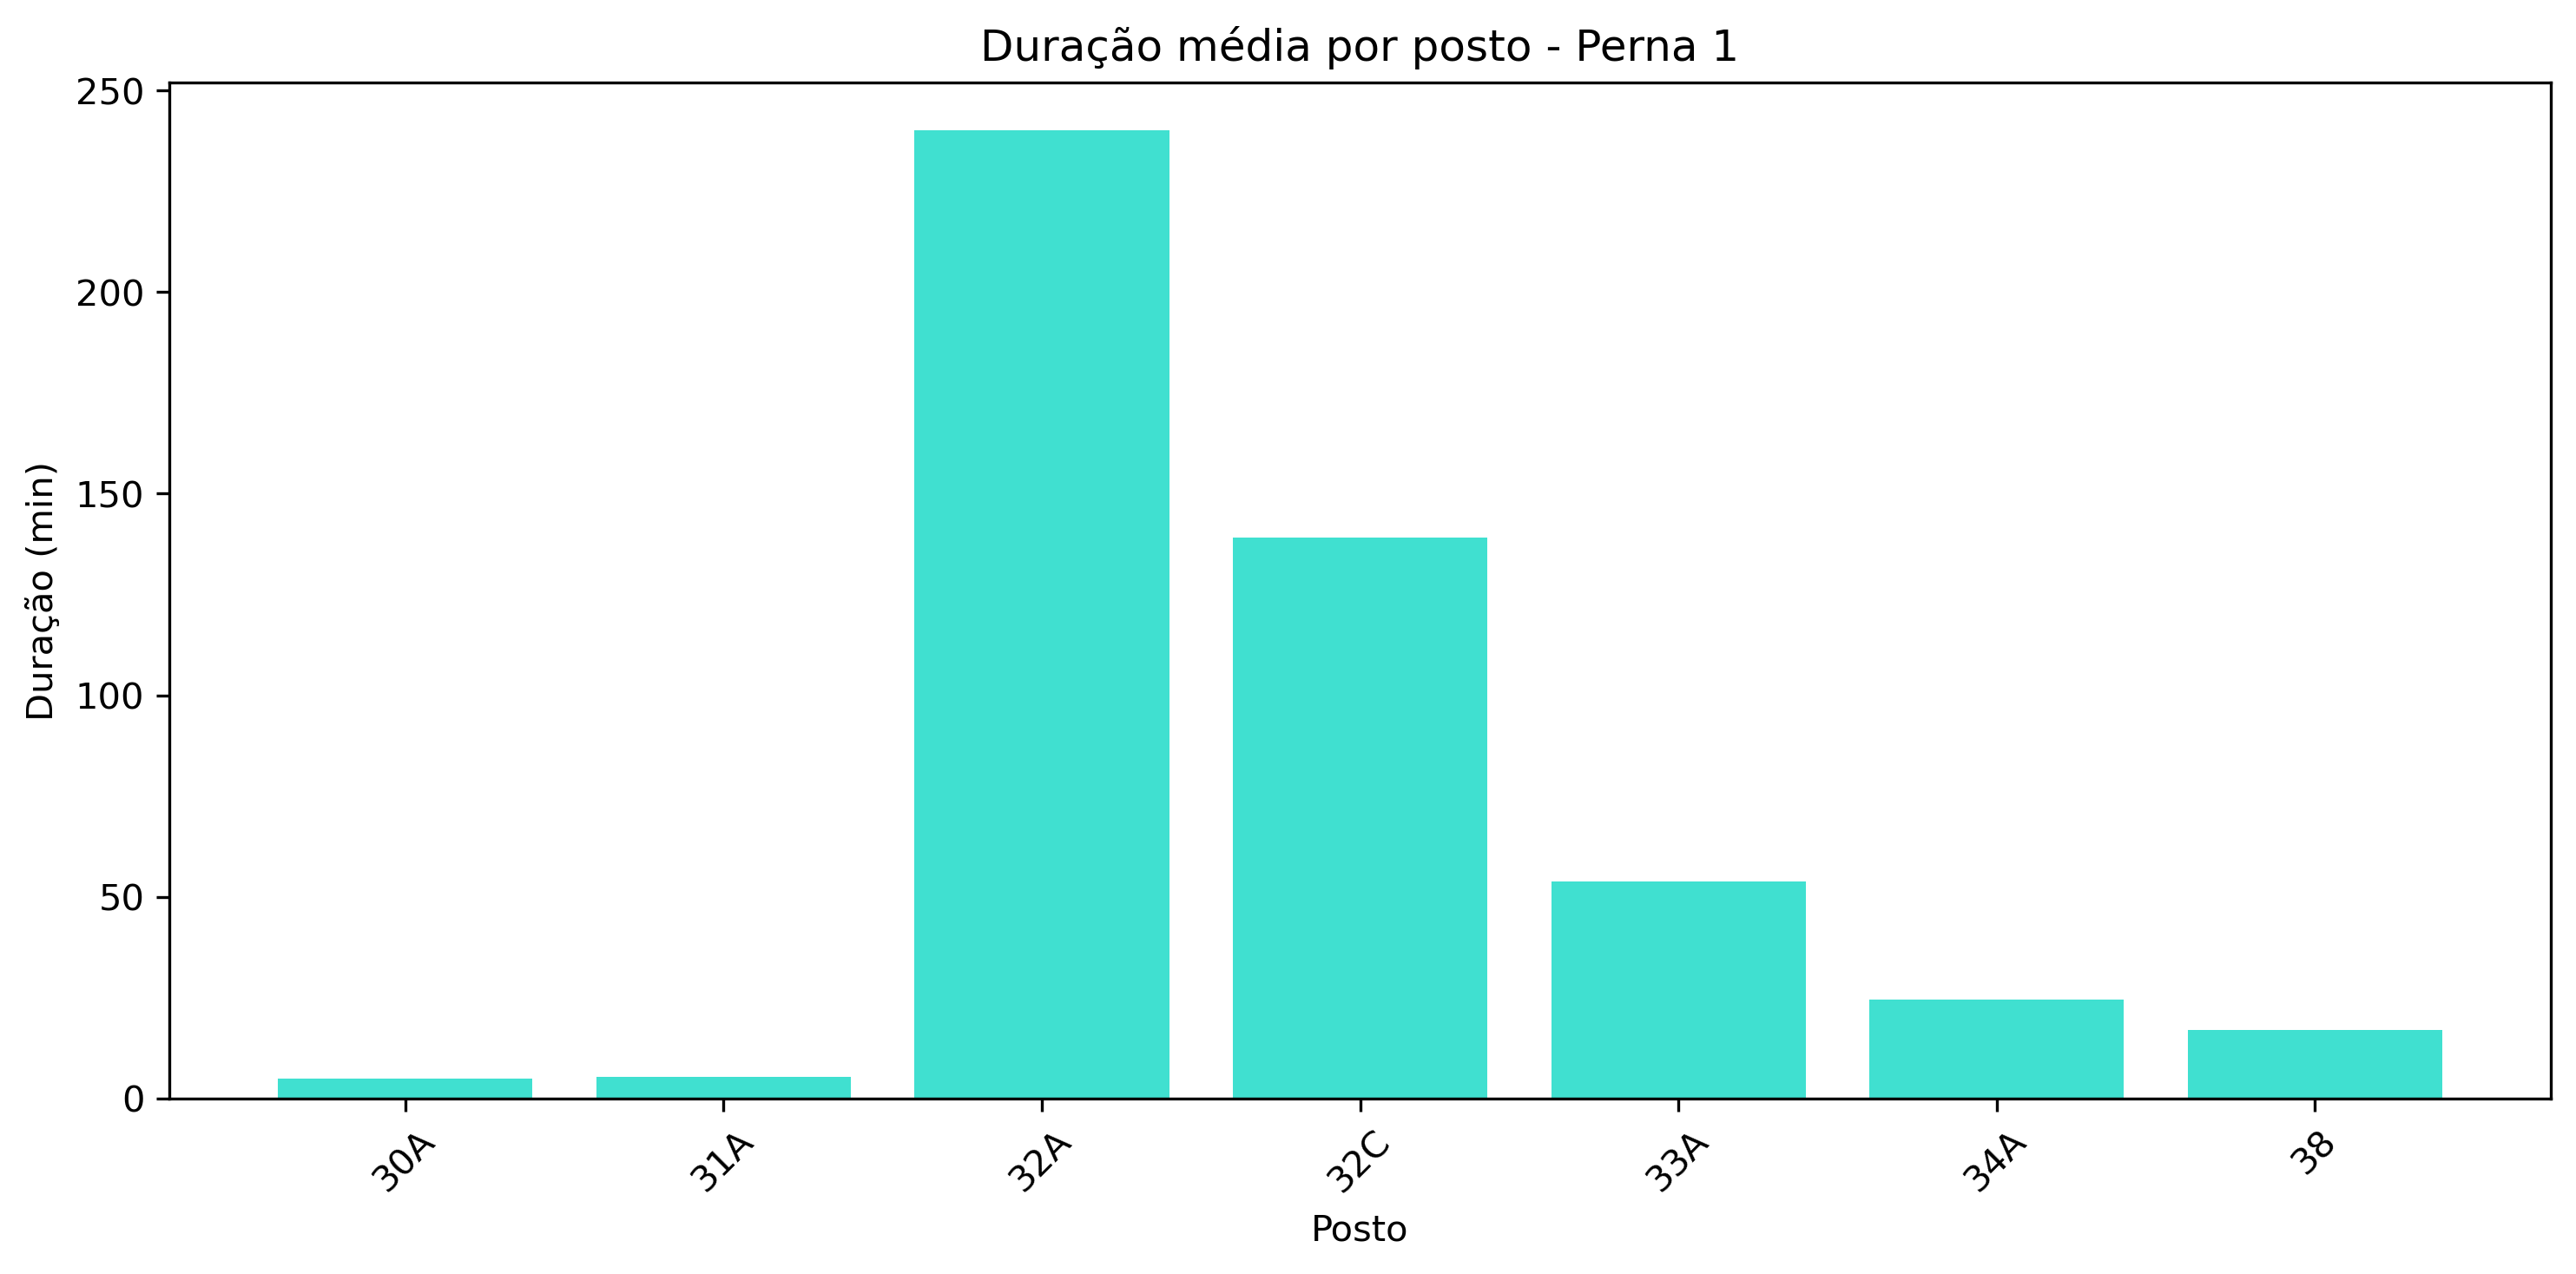 Duração média por posto - Perna 1
Duração (min)
250
200
150
100
50
0
30A
31A
32A
32C
33A
34A
38
Posto